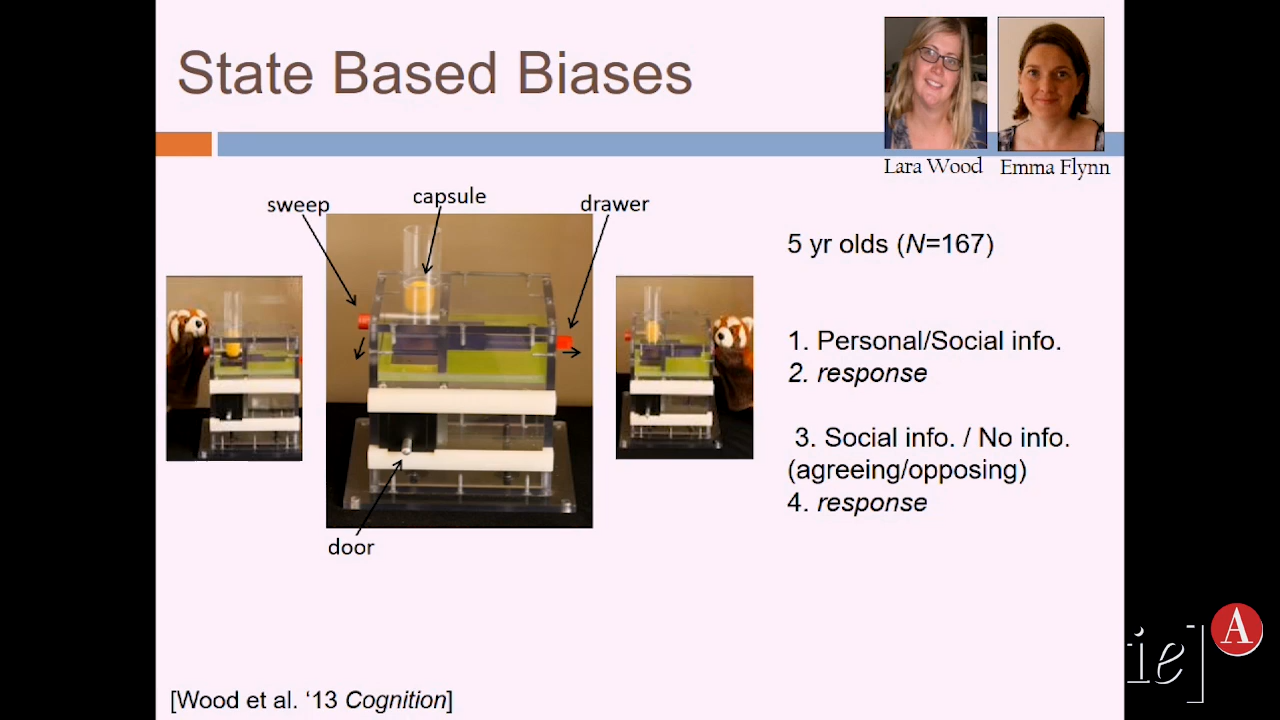 State Based Biases
Lara Wood
Emma Flynn
sweep
capsule
drawer
door
5 yr olds (N=167)
1. Personal/Social info.
2. response
3. Social info. / No info.
(agreeing/opposing)
4. response
[Wood et al. ‘13 Cognition]
ie]
A